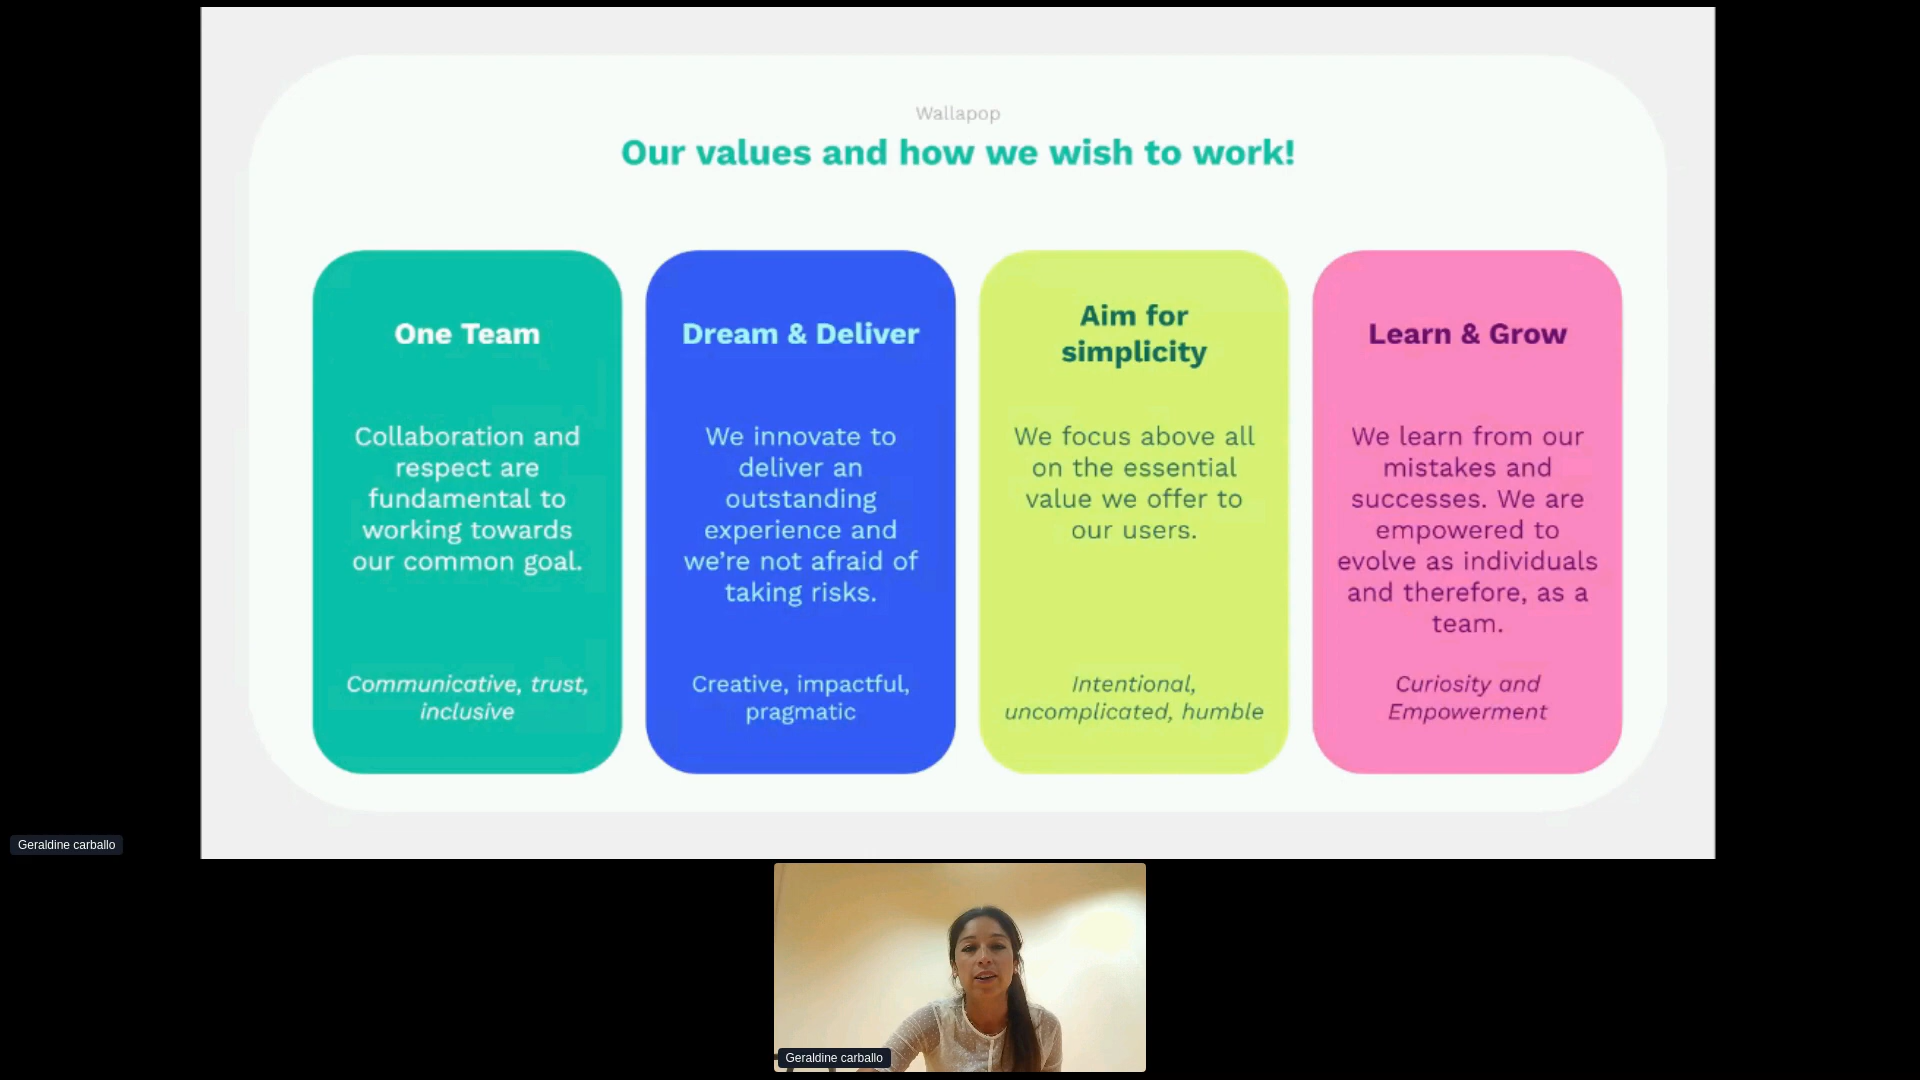 Wallapop
Our values and how we wish to work!
One Team
Collaboration and
respect are
fundamental to
working towards
our common goal.
Communicative, trust,
inclusive
Dream & Deliver
We innovate to
deliver an
outstanding
experience and
we’re not afraid of
taking risks.
Creative, impactful,
pragmatic
Aim for
simplicity
We focus above all
on the essential
value we offer to
our users.
Intentional,
uncomplicated, humble
Learn & Grow
We learn from our
mistakes and
successes. We are
empowered to
evolve as individuals
and therefore, as a
team.
Curiosity and
Empowerment
Geraldine carballo
Geraldine carballo